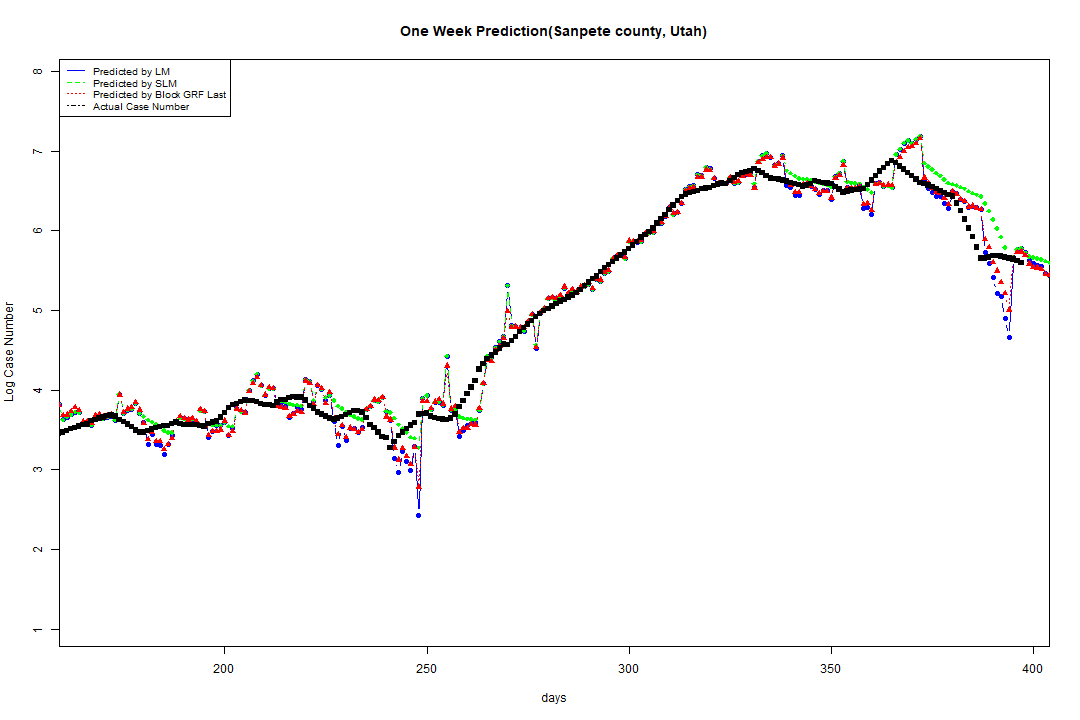 One Week Prediction(Sanpete county, Utah)
Predicted by LM
Predicted by SLM
Predicted by Block GRF Last
Actual Case Number
8
7
6
5
4
3
2
1
Log Case Number
200 250 300 350 400
days